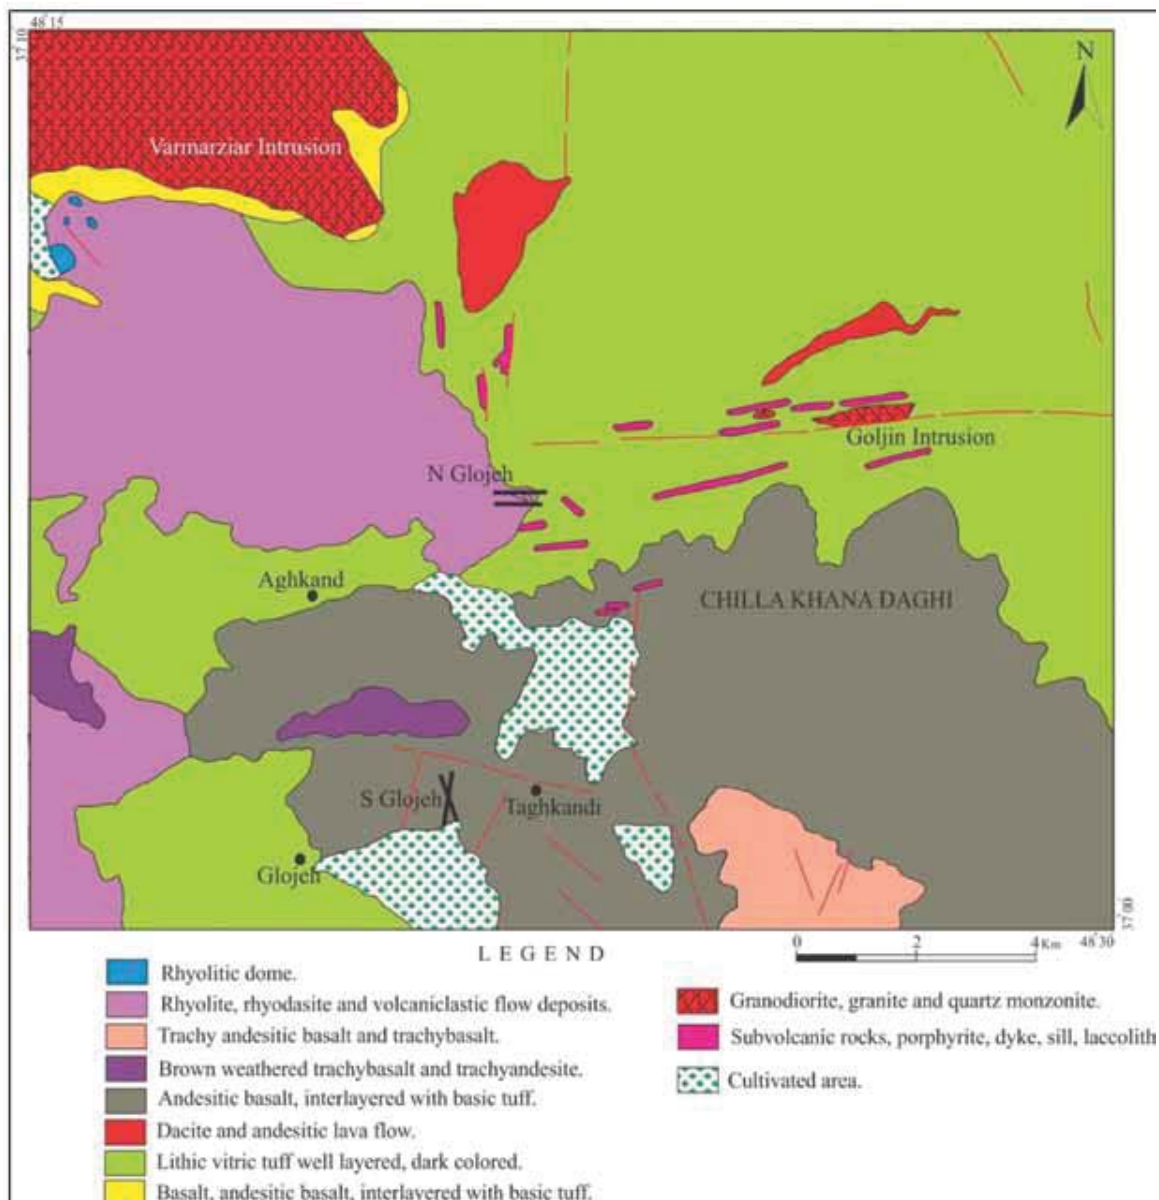 48°15'
37°10'
N
Varmarziar Intrusion
Goljin Intrusion
N Glojeh
Aghkand
CHILLA KHANA DAGHI
S Glojeh
Taghkandi
Glojeh
37°00'
LEGEND
0 2 4 Km
48°30'
Rhyolitic dome.
Rhyolite, rhyodasite and volcaniclastic flow deposits.
Trachy andesitic basalt and trachybasalt.
Brown weathered trachybasalt and trachyandesite.
Andesitic basalt, interlayered with basic tuff.
Dacite and andesitic lava flow.
Lithic vitric tuff well layered, dark colored.
Basalt, andesitic basalt, interlayered with basic tuff.
Granodiorite, granite and quartz monzonite.
Subvolcanic rocks, porphyrite, dyke, sill, laccolith
Cultivated area.